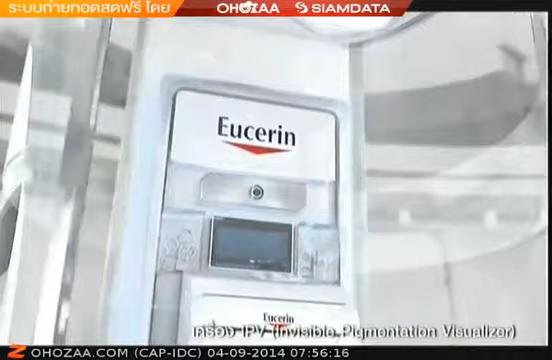 ระบบถ่ายทอดสดฟรี โดย OHOZAA SIAMDATA
Eucerin
Eucerin
เครื่อง IPV (Invisible Pigmentation Visualizer)
OHOZAA.COM (CAP-IDC) 04-09-2014 07:56:16